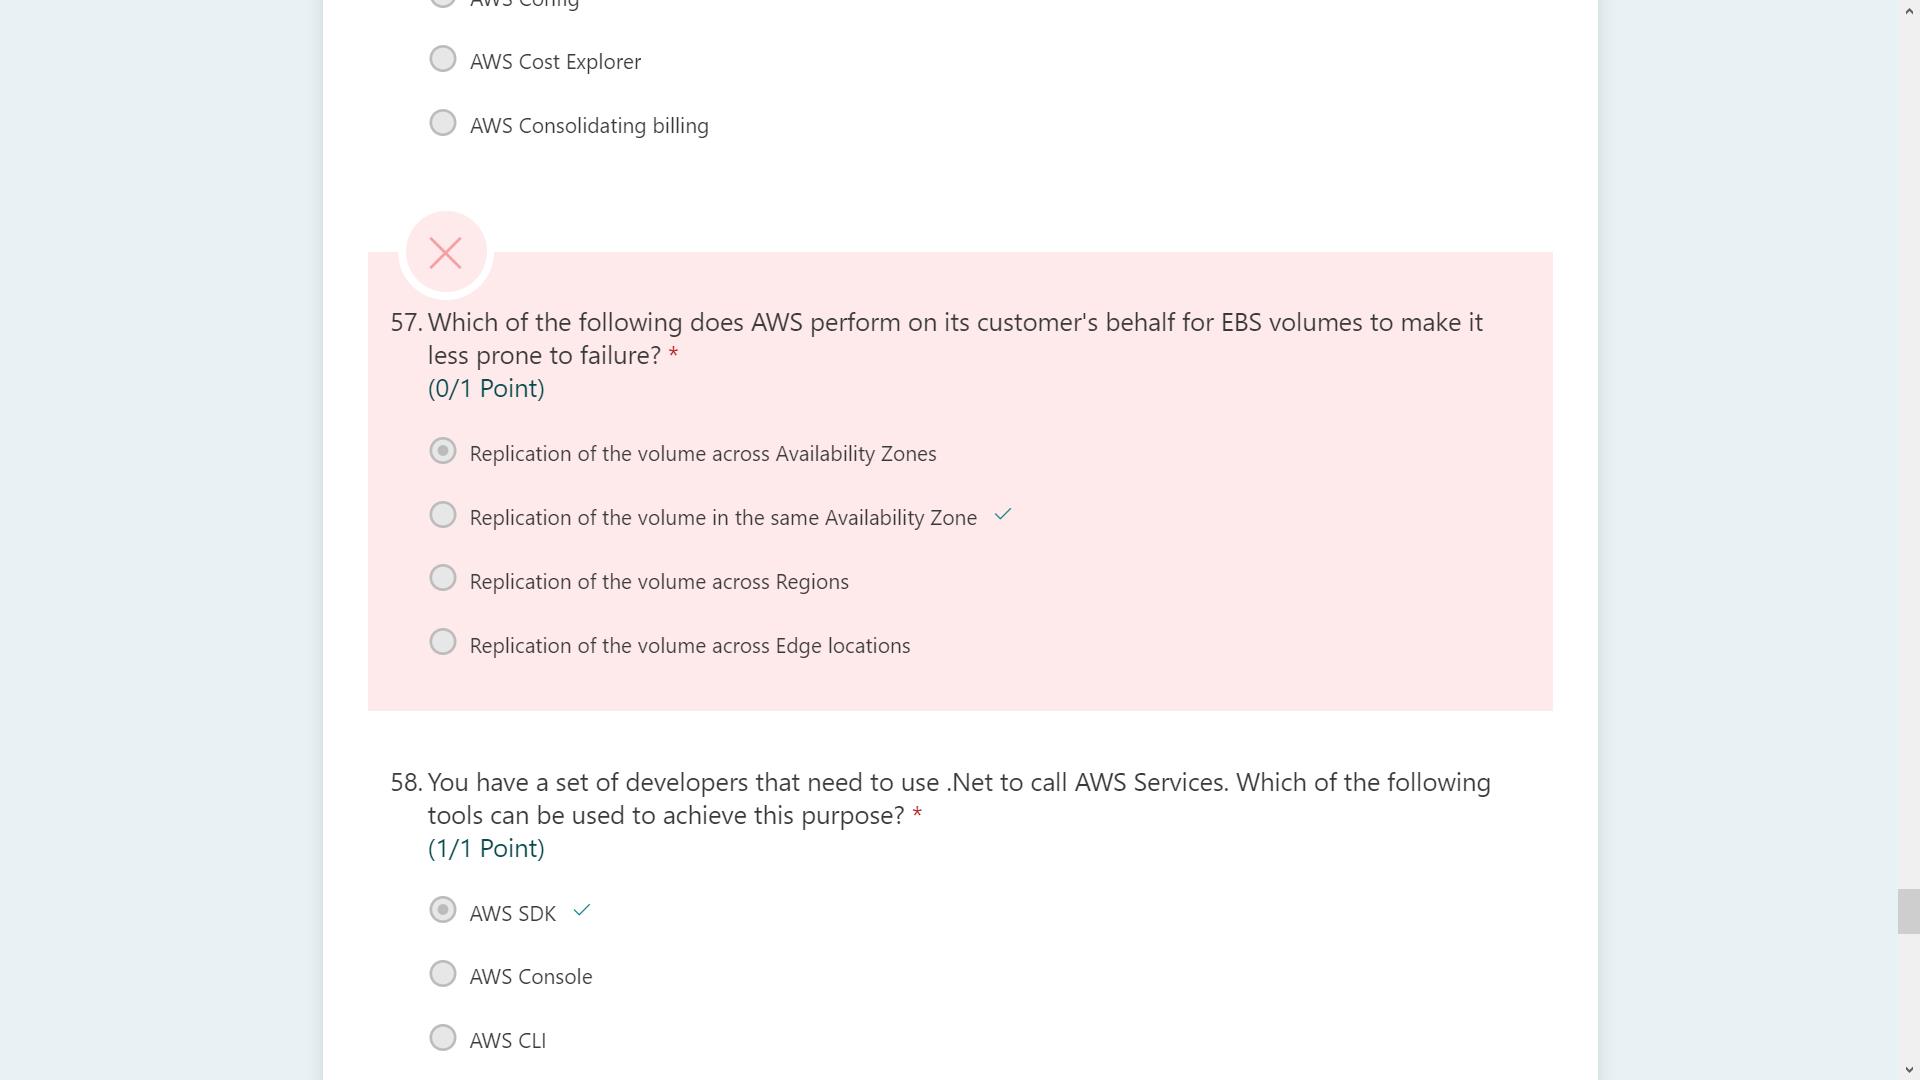 AWS Config
AWS Cost Explorer
AWS Consolidating billing
57. Which of the following does AWS perform on its customer's behalf for EBS volumes to make it
less prone to failure? *
(0/1 Point)
Replication of the volume across Availability Zones
Replication of the volume in the same Availability Zone
Replication of the volume across Regions
Replication of the volume across Edge locations
58. You have a set of developers that need to use .Net to call AWS Services. Which of the following
tools can be used to achieve this purpose? *
(1/1 Point)
AWS SDK
AWS Console
AWS CLI